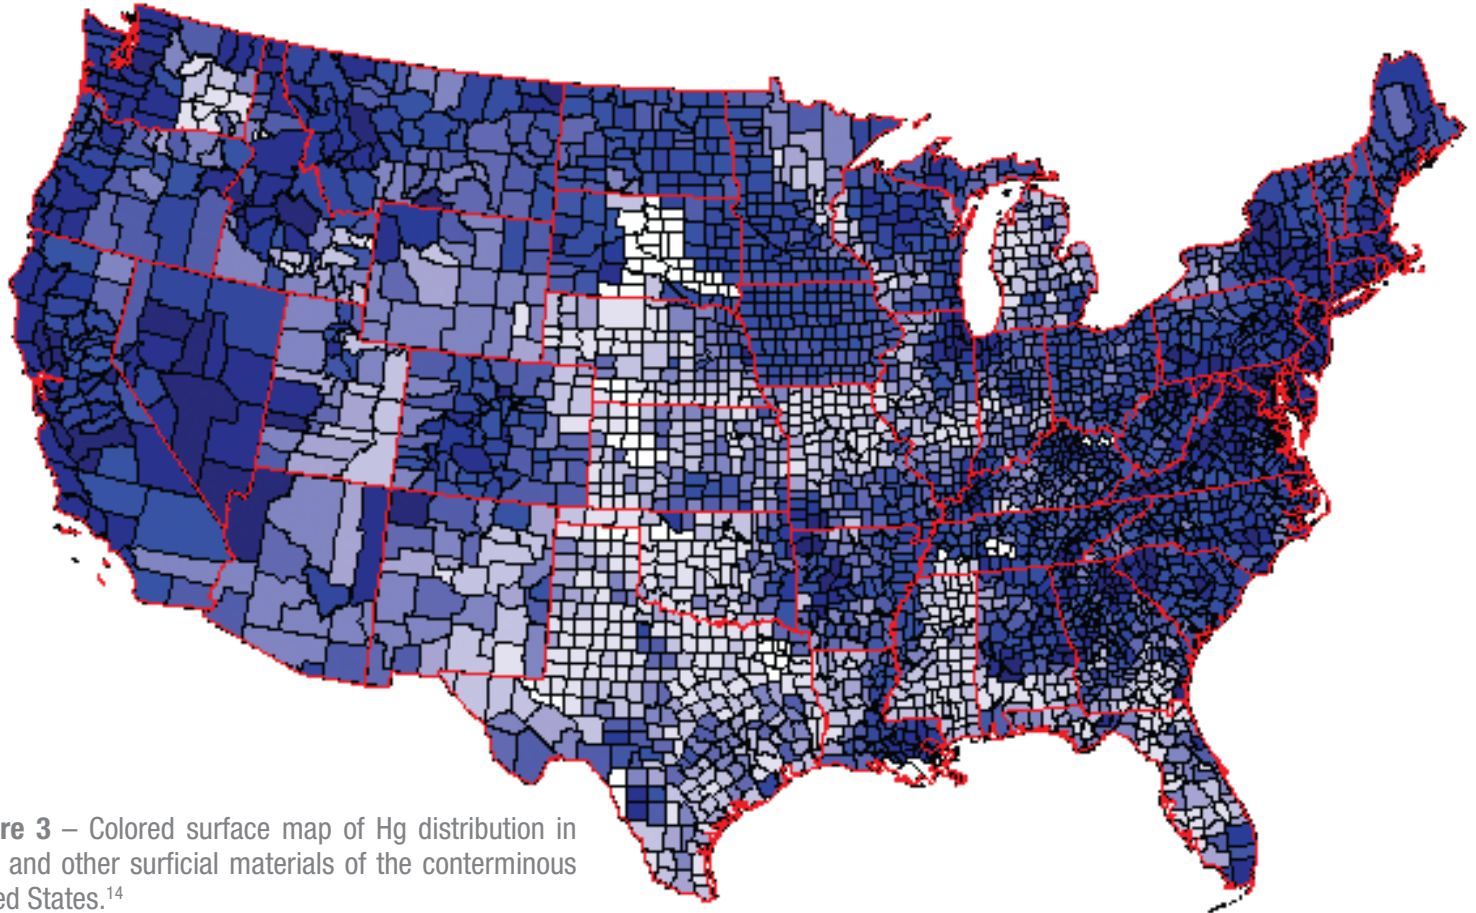 re 3 – Colored surface map of Hg distribution in
and other surficial materials of the conterminous
ed States.14